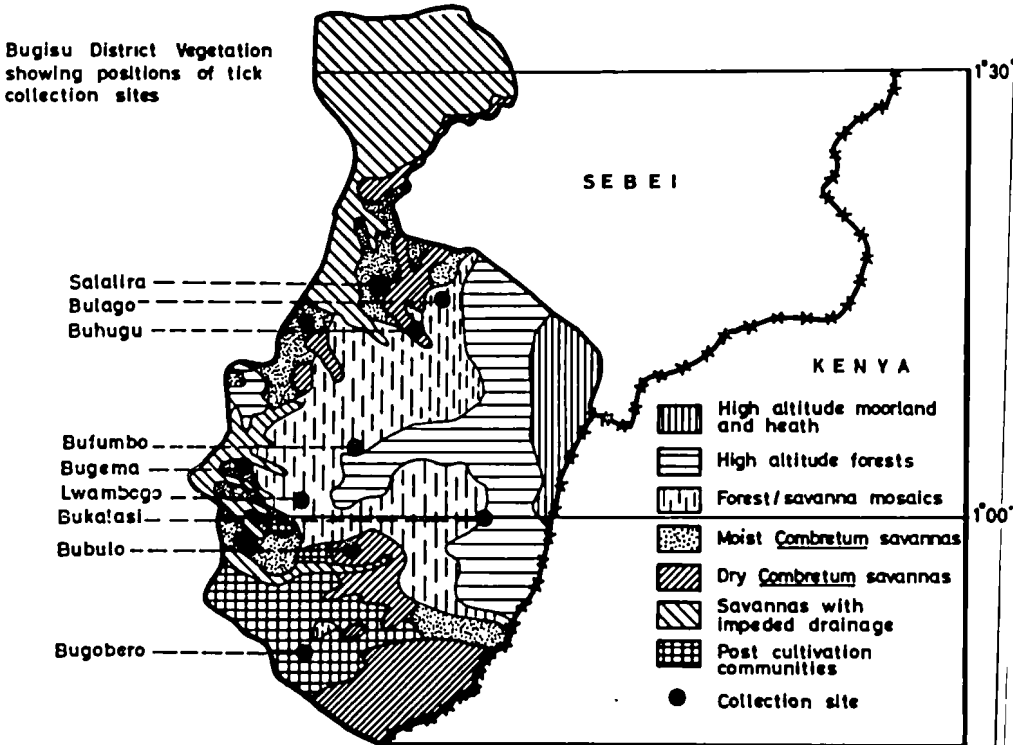 Bugisu District Vegetation
showing positions of tick
collection sites
1°30'
SEBEI
Salalira
Bulago
Buhugu
KENYA
High altitude moorland
and heath
Bufumbo
High altitude forests
Bugema
Lwambogo
Forest/savanna mosaics
Bukalasi
1°00'
Bubulo
Moist Combretum savannas
Dry Combretum savannas
Savannas with
impeded drainage
Bugobero
Post cultivation
communities
Collection site